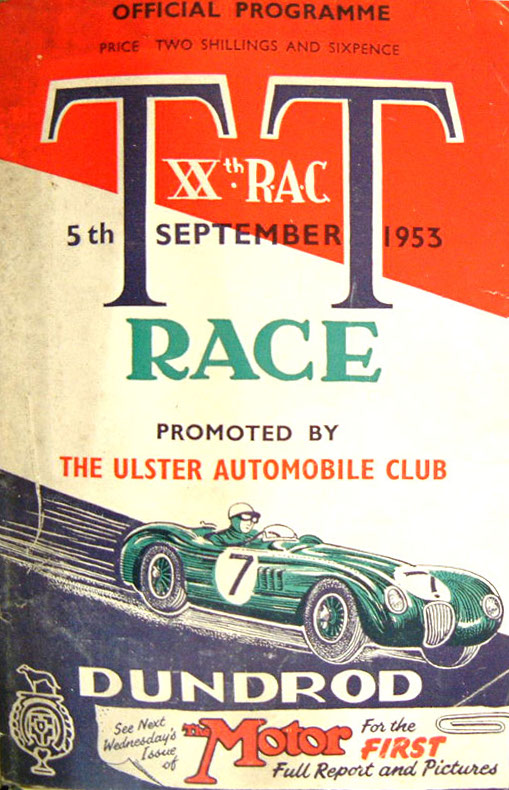 OFFICIAL PROGRAMME
PRICE TWO SHILLINGS AND SIXPENCE
TT
XXth R.A.C.
5th SEPTEMBER 1953
RACE
PROMOTED BY
THE ULSTER AUTOMOBILE CLUB
7
7
DUNDROD
See Next
Wednesday's
Issue
of
The Motor
For the
FIRST
Full Report and Pictures